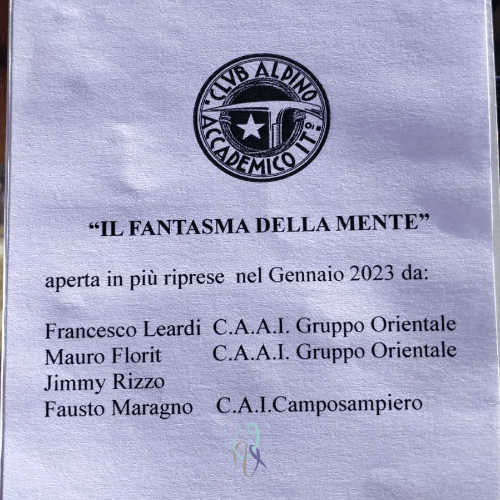 CLVB ALPINO
ACCADEMICO IT°.
“IL FANTASMA DELLA MENTE”
aperta in più riprese nel Gennaio 2023 da:
Francesco Leardi C.A.A.I. Gruppo Orientale
Mauro Florit C.A.A.I. Gruppo Orientale
Jimmy Rizzo
Fausto Maragno C.A.I.Camposampiero